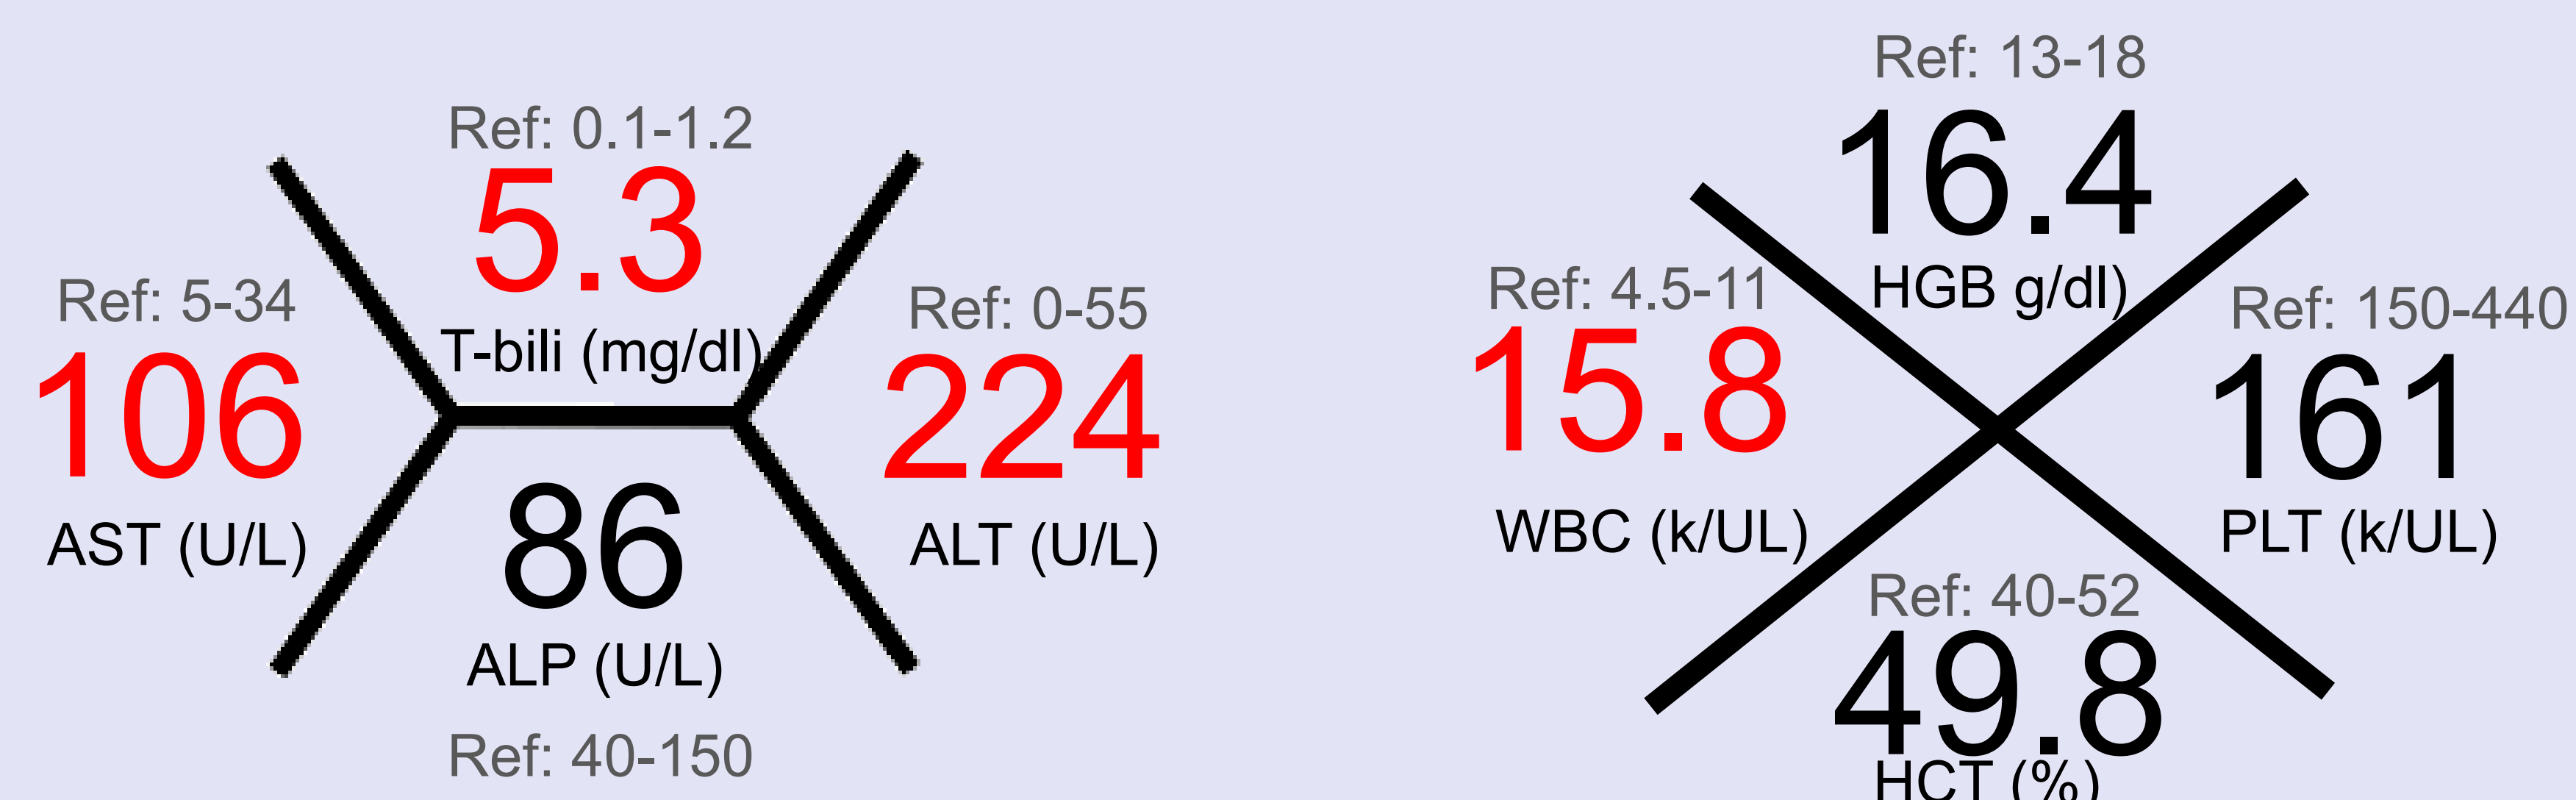 Ref: 0.1-1.2
5.3
T-bili (mg/dl)
Ref: 5-34
106
AST (U/L)
Ref: 0-55
224
ALT (U/L)
86
ALP (U/L)
Ref: 40-150
Ref: 13-18
16.4
HGB g/dl)
Ref: 4.5-11
15.8
WBC (k/UL)
Ref: 150-440
161
PLT (k/UL)
Ref: 40-52
49.8
HCT (%)